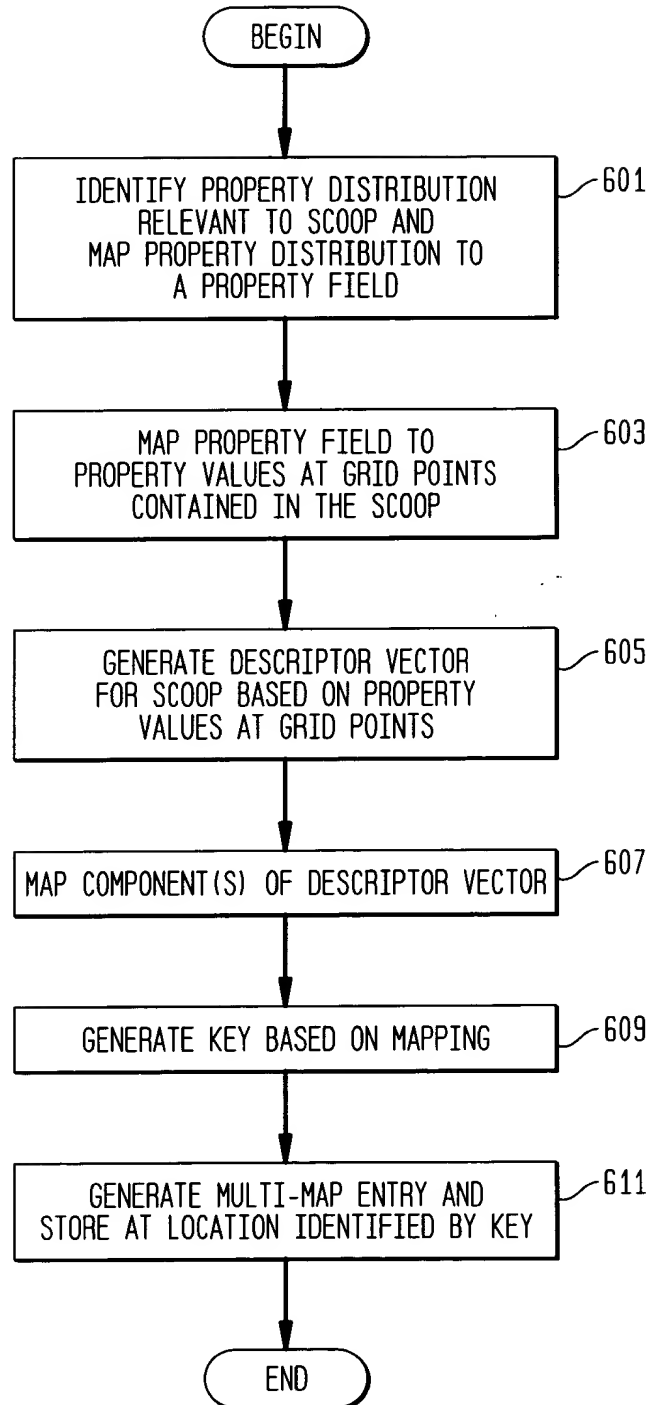 BEGIN
IDENTIFY PROPERTY DISTRIBUTION
RELEVANT TO SCOOP AND
MAP PROPERTY DISTRIBUTION TO
A PROPERTY FIELD
601
MAP PROPERTY FIELD TO
PROPERTY VALUES AT GRID POINTS
CONTAINED IN THE SCOOP
603
GENERATE DESCRIPTOR VECTOR
FOR SCOOP BASED ON PROPERTY
VALUES AT GRID POINTS
605
MAP COMPONENT(S) OF DESCRIPTOR VECTOR
607
GENERATE KEY BASED ON MAPPING
609
GENERATE MULTI-MAP ENTRY AND
STORE AT LOCATION IDENTIFIED BY KEY
611
END